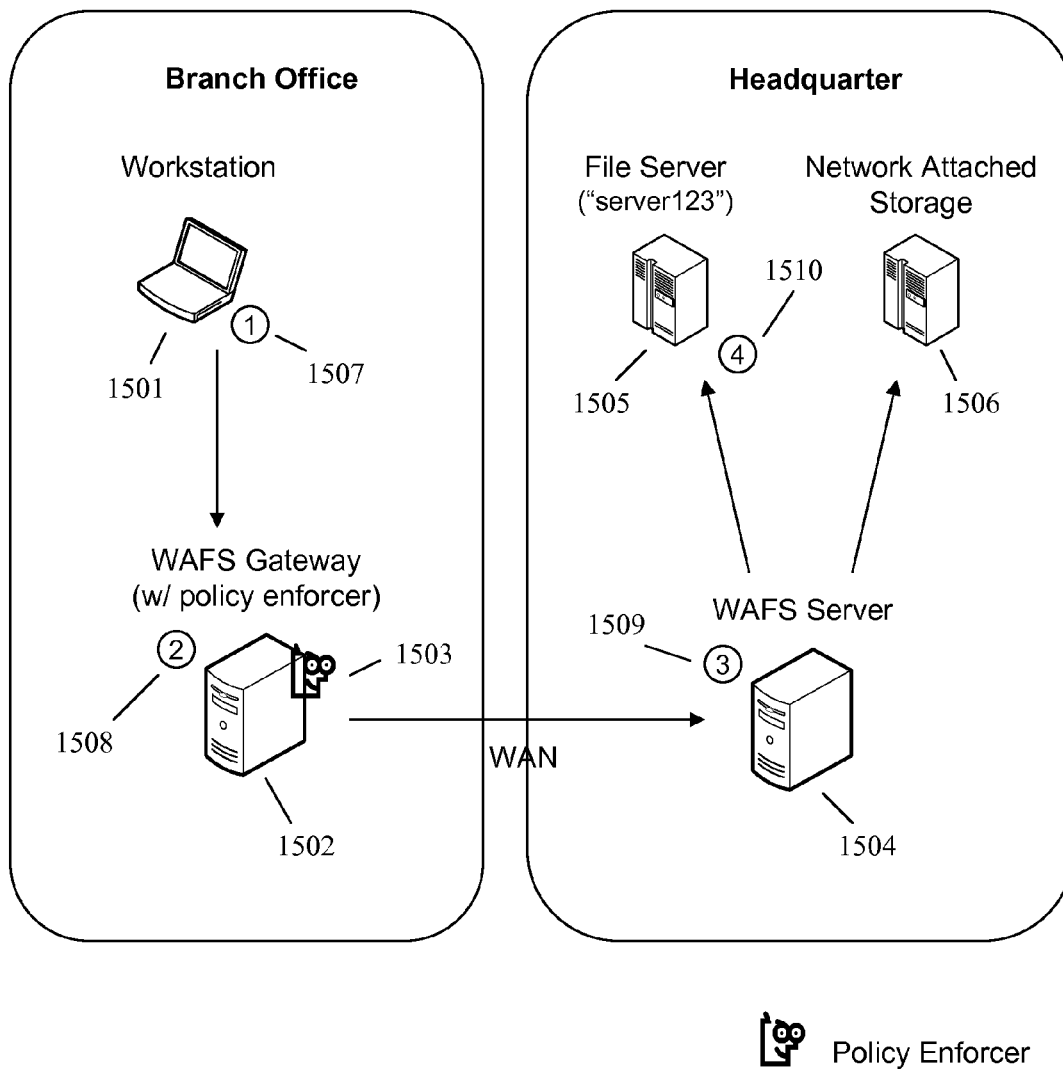 Branch Office
Workstation
1
1501
1507
WAFS Gateway
(w/ policy enforcer)
2
1503
1508
1502
WAN
Headquarter
File Server
("server123")
Network Attached
Storage
1510
4
1505
1506
WAFS Server
1509
3
1504
Policy Enforcer